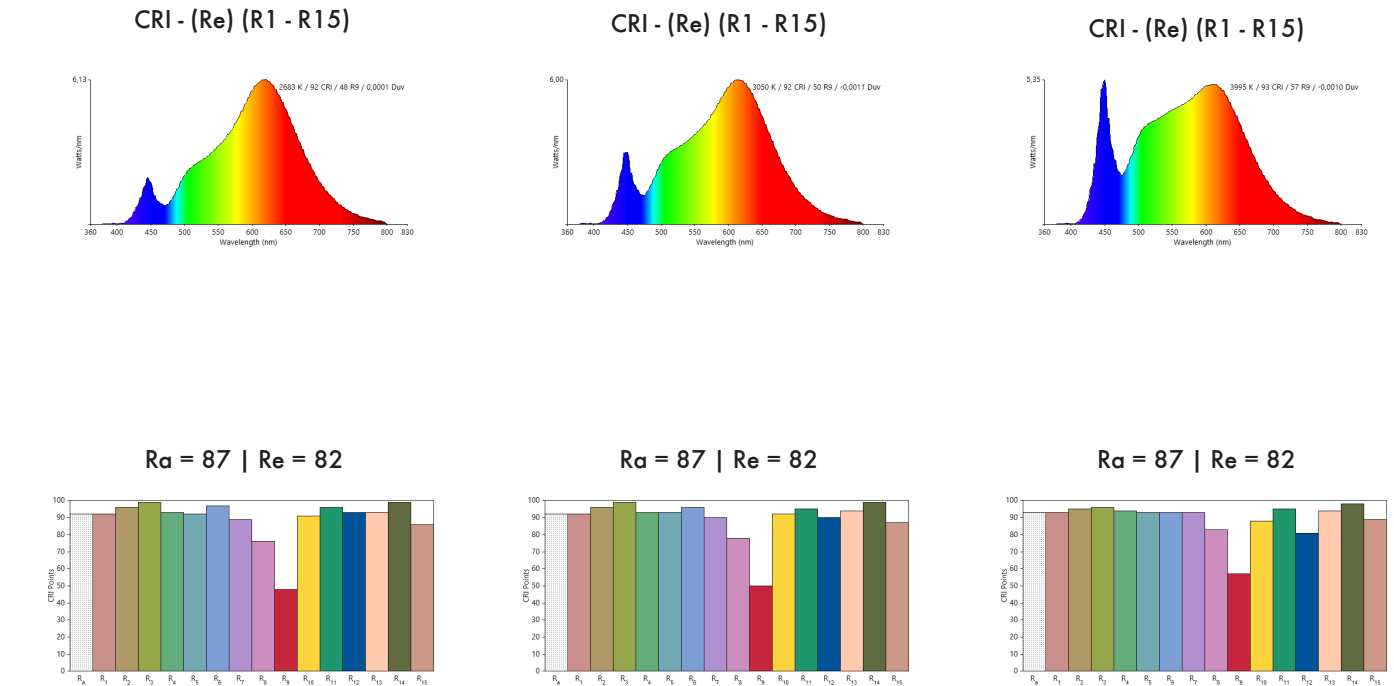 CRI - (Re) (R1 - R15)
6,13
2683 K / 92 CRI / 48 R9 / 0,0001 Duv
Watts/nm
360 400 450 500 550 600 650 700 750 800 830
Wavelength (nm)
CRI - (Re) (R1 - R15)
6,00
3050 K / 92 CRI / 50 R9 / -0,0011 Duv
Watts/nm
360 400 450 500 550 600 650 700 750 800 830
Wavelength (nm)
CRI - (Re) (R1 - R15)
5,35
3995 K / 93 CRI / 57 R9 / -0,0010 Duv
Watts/nm
360 400 450 500 550 600 650 700 750 800 830
Wavelength (nm)
Ra = 87 | Re = 82
100
90
80
70
60
50
40
30
20
10
0
CRI Points
Ra R1 R2 R3 R4 R5 R6 R7 R8 R9 R10 R11 R12 R13 R14 R15
Ra = 87 | Re = 82
100
90
80
70
60
50
40
30
20
10
0
CRI Points
Ra R1 R2 R3 R4 R5 R6 R7 R8 R9 R10 R11 R12 R13 R14 R15
Ra = 87 | Re = 82
100
90
80
70
60
50
40
30
20
10
0
CRI Points
Ra R1 R2 R3 R4 R5 R6 R7 R8 R9 R10 R11 R12 R13 R14 R15